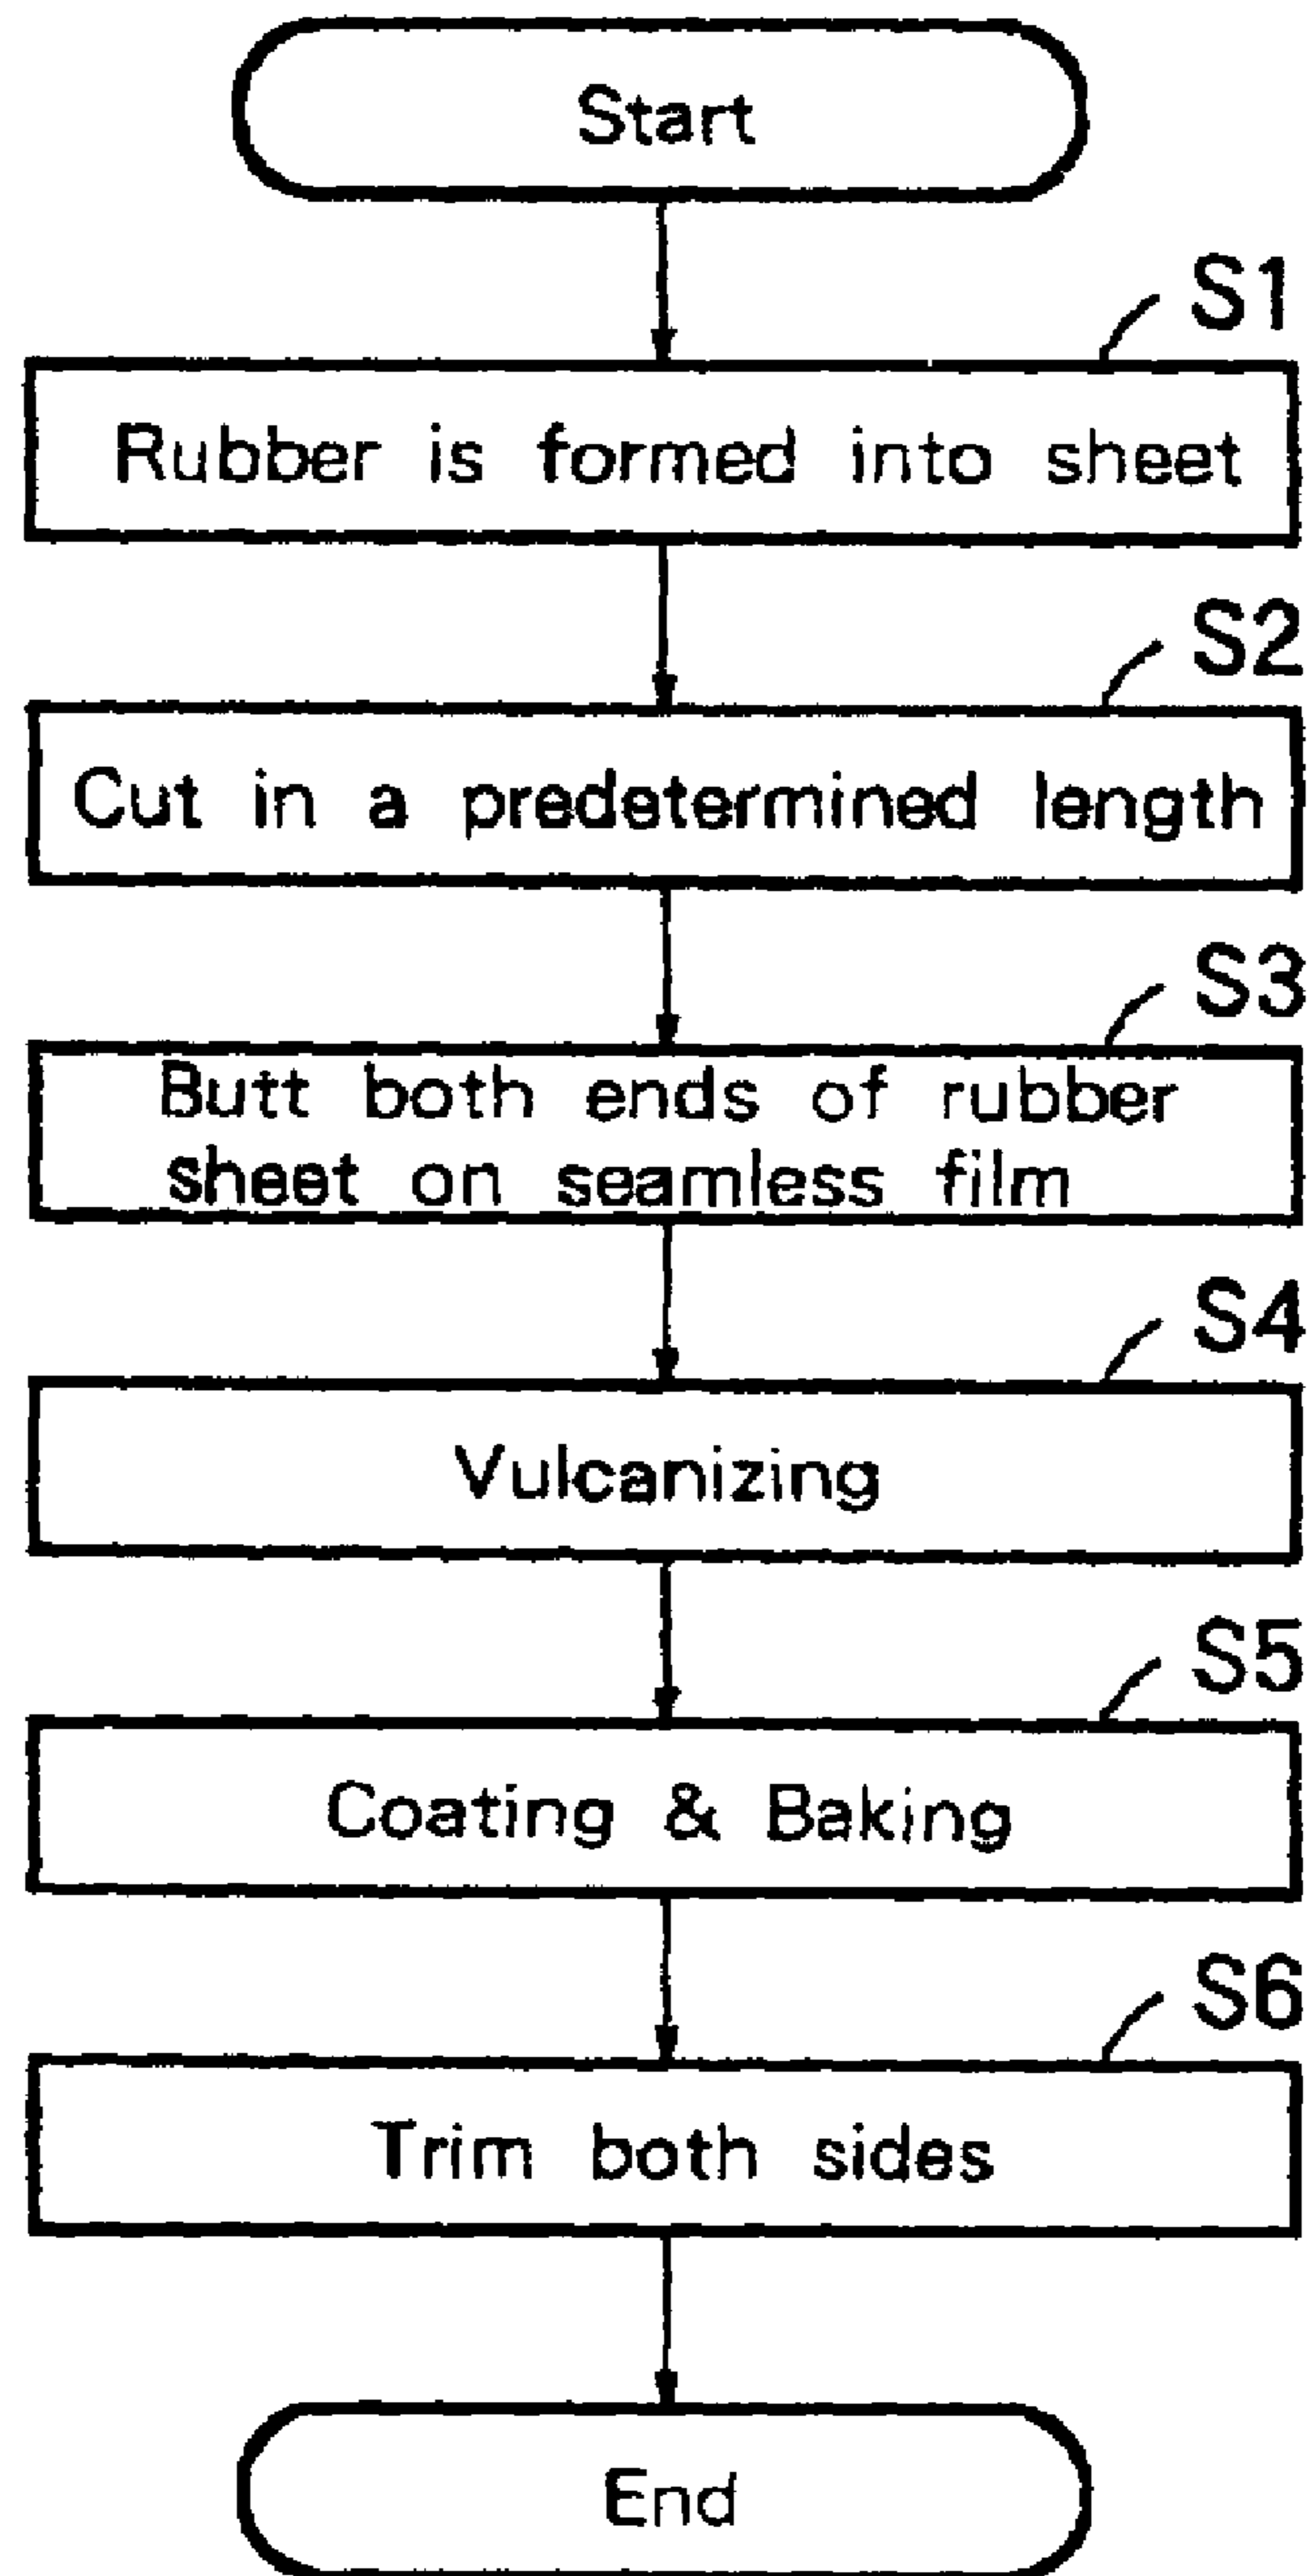 Start
S1
Rubber is formed into sheet
S2
Cut in a predetermined length
S3
Butt both ends of rubber
sheet on seamless film
S4
Vulcanizing
S5
Coating & Baking
S6
Trim both sides
End